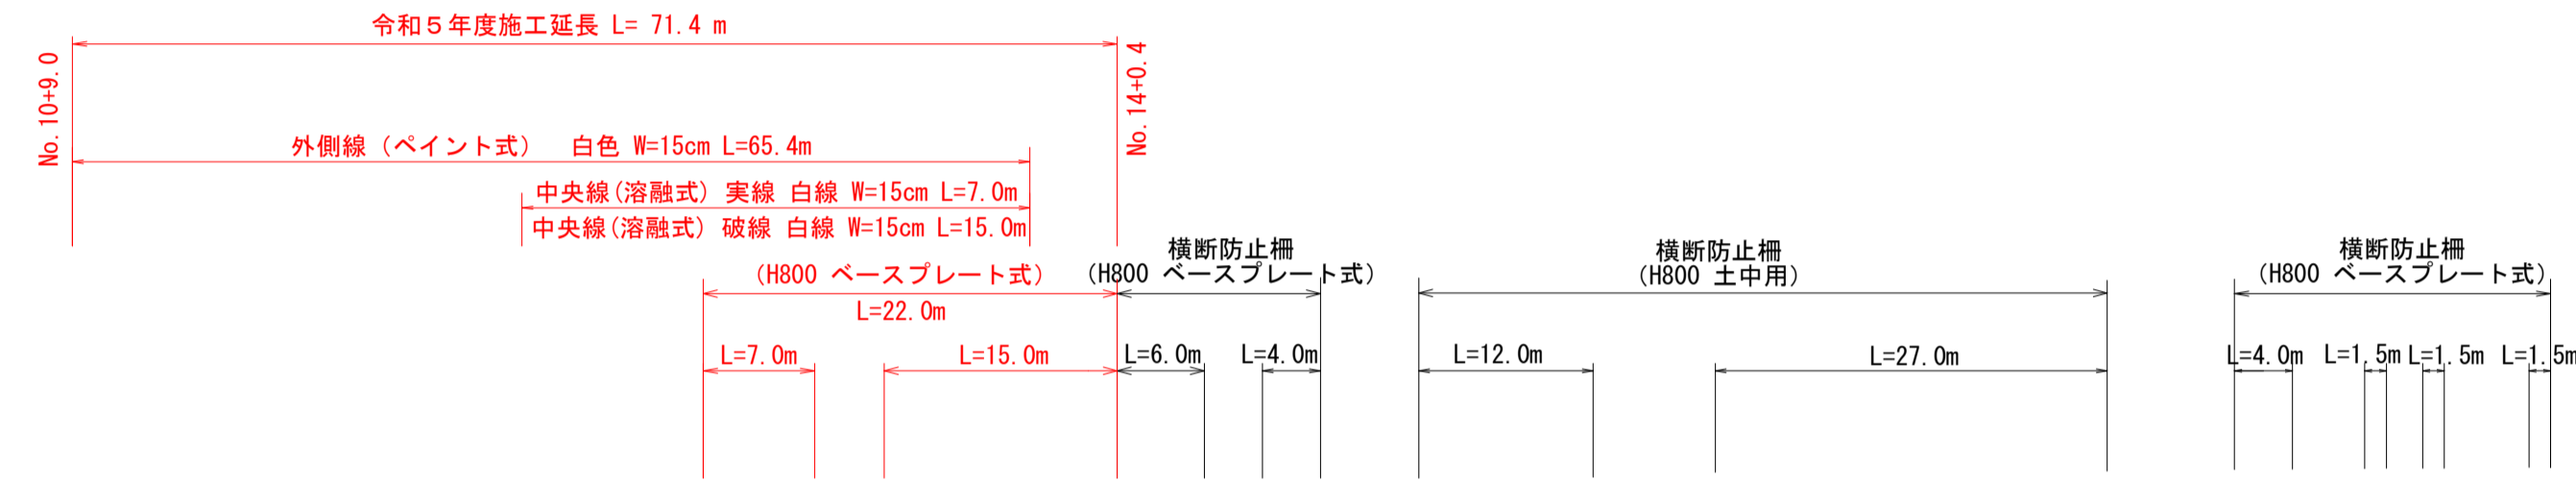 令和５年度施工延長 L= 71.4 m
No.10+9.0
No.14+0.4
外側線（ペイント式） 白色 W=15cm L=65.4m
中央線(溶融式) 実線 白線 W=15cm L=7.0m
中央線(溶融式) 破線 白線 W=15cm L=15.0m
（H800 ベースプレート式）
L=22.0m
横断防止柵
（H800 ベースプレート式）
横断防止柵
（H800 土中用）
横断防止柵
（H800 ベースプレート式）
L=7.0m
L=15.0m
L=6.0m
L=4.0m
L=12.0m
L=27.0m
L=4.0m
L=1.5m
L=1.5m
L=1.5m